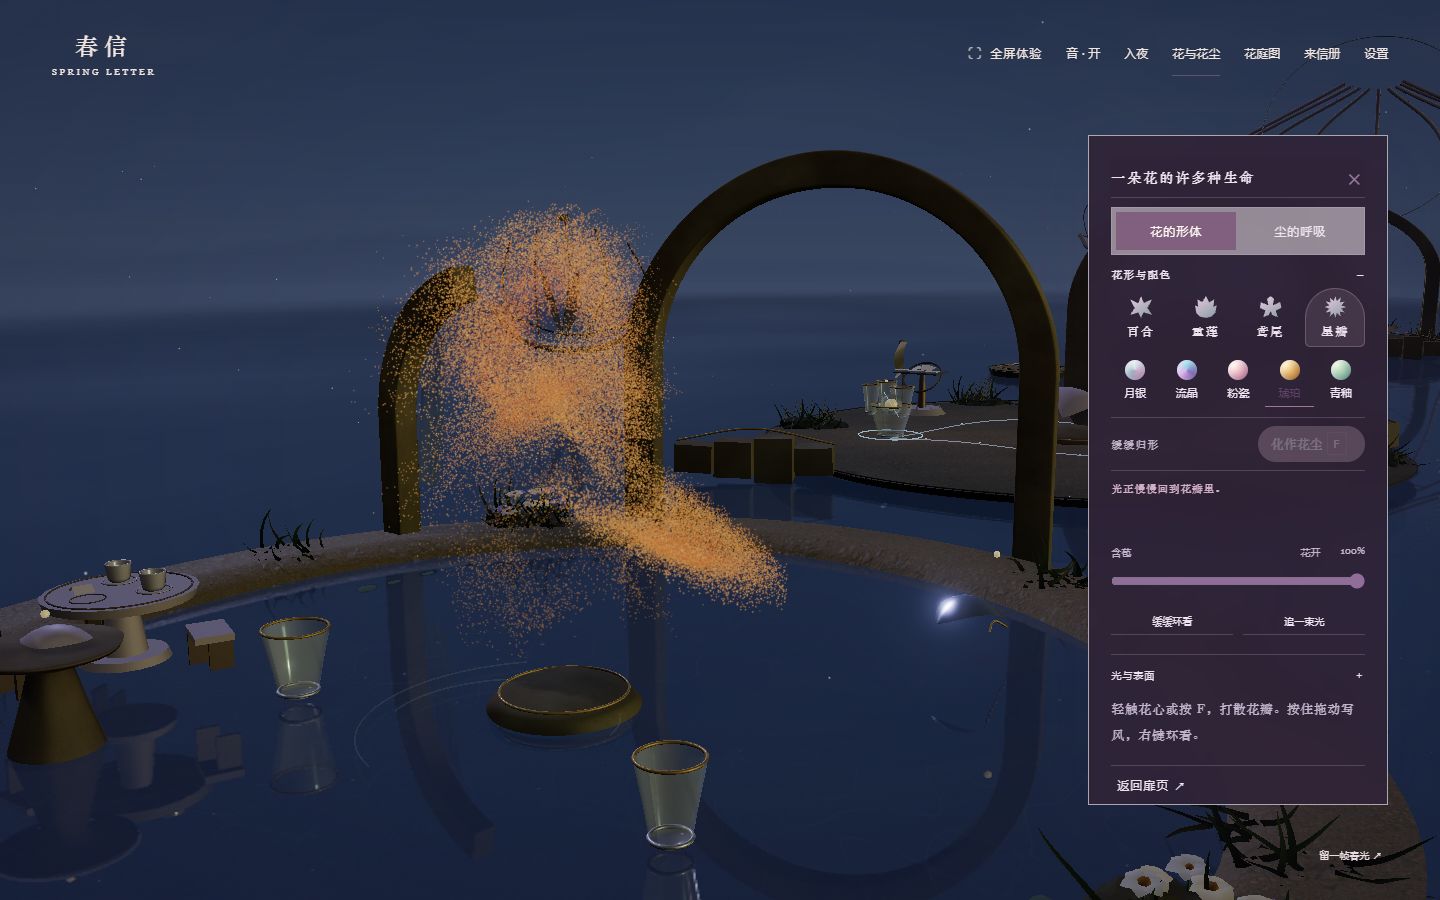 春信
SPRING LETTER
全屏体验 音·开 入夜 花与花尘 花庭图 来信册 设置
一朵花的许多种生命
花的形体 尘的呼吸
花形与配色
百合 重莲 鸢尾 星瓣
月银 流晶 粉瓷 琥珀 青釉
缓缓归形 化作花尘 F
光正慢慢回到花瓣里。
含苞 花开 100%
缓缓环看 追一束光
光与表面 +
轻触花心或按 F，打散花瓣。按住拖动写
风，右键环看。
返回扉页 ↗
留一帧春光 ↗